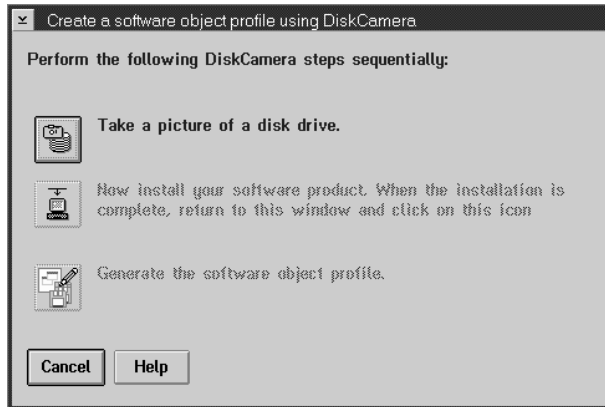 Create a software object profile using DiskCamera
Perform the following DiskCamera steps sequentially:
Take a picture of a disk drive.
Now install your software product. When the installation is
complete, return to this window and click on this icon
Generate the software object profile.
Cancel
Help